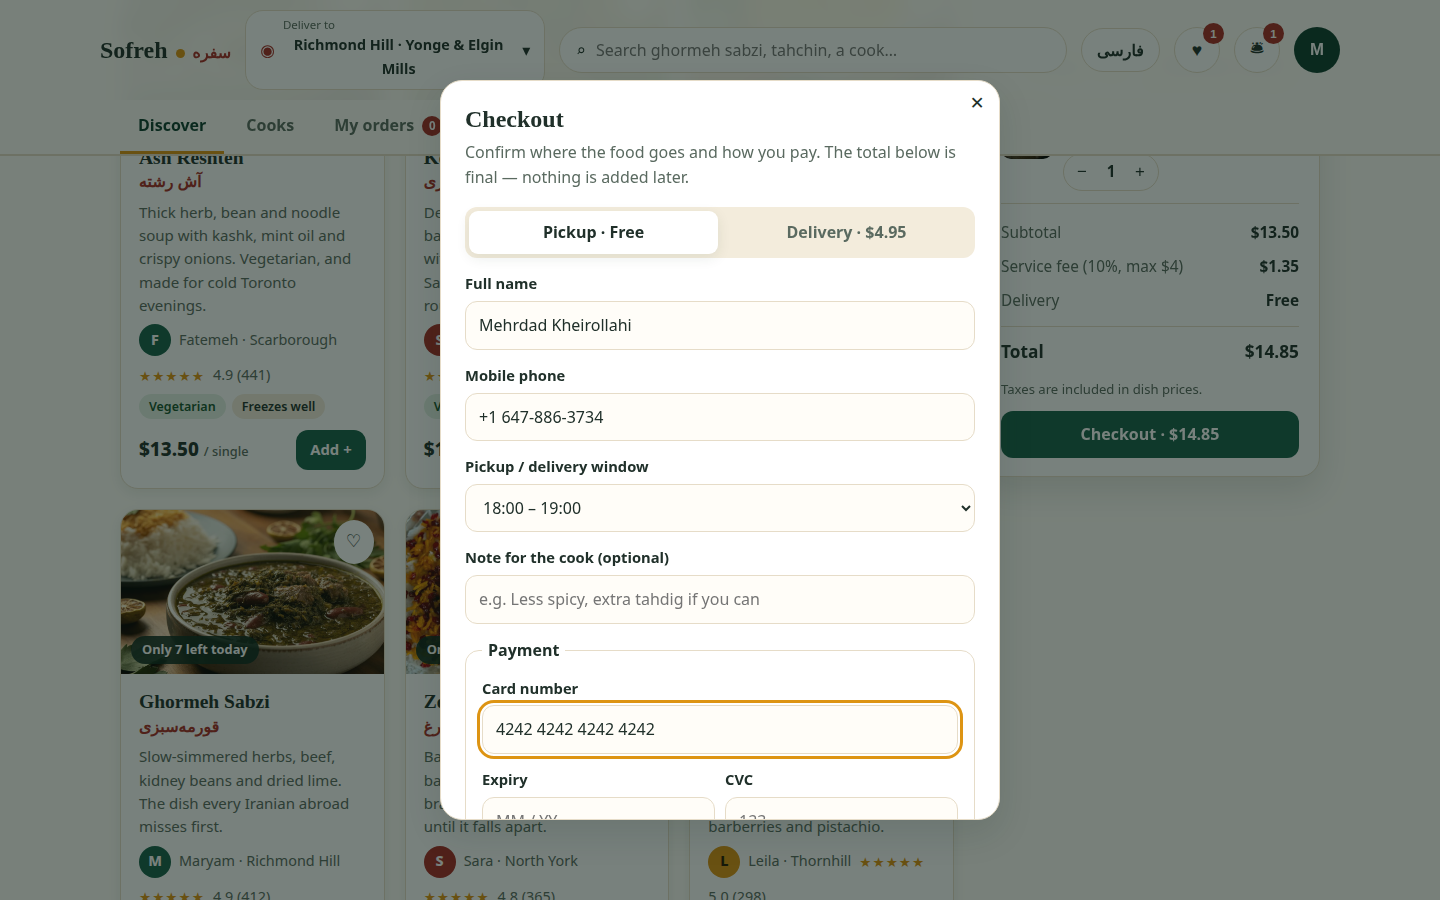 Sofreh
سفره
Deliver to
Richmond Hill · Yonge & Elgin
Mills
Search ghormeh sabzi, tahchin, a cook...
فارسی
1
1
M
Discover
Cooks
My orders
0
Ash Reshteh
آش رشته
Thick herb, bean and noodle
soup with kashk, mint oil and
crispy onions. Vegetarian, and
made for cold Toronto
evenings.
F
Fatemeh · Scarborough
★★★★★ 4.9 (441)
Vegetarian
Freezes well
$13.50 / single
Add +
Checkout
Confirm where the food goes and how you pay. The total below is
final — nothing is added later.
Pickup · Free
Delivery · $4.95
Full name
Mehrdad Kheirollahi
Mobile phone
+1 647-886-3734
Pickup / delivery window
18:00 – 19:00
Note for the cook (optional)
e.g. Less spicy, extra tahdig if you can
Payment
Card number
4242 4242 4242 4242
Expiry
CVC
− 1 +
Subtotal $13.50
Service fee (10%, max $4) $1.35
Delivery Free
Total $14.85
Taxes are included in dish prices.
Checkout · $14.85
Only 7 left today
Ghormeh Sabzi
قورمه‌سبزی
Slow-simmered herbs, beef,
kidney beans and dried lime.
The dish every Iranian abroad
misses first.
M
Maryam · Richmond Hill
★★★★★ 4.9 (412)
until it falls apart.
S
Sara · North York
★★★★★ 4.8 (365)
barberries and pistachio.
L
Leila · Thornhill ★★★★★
5.0 (298)